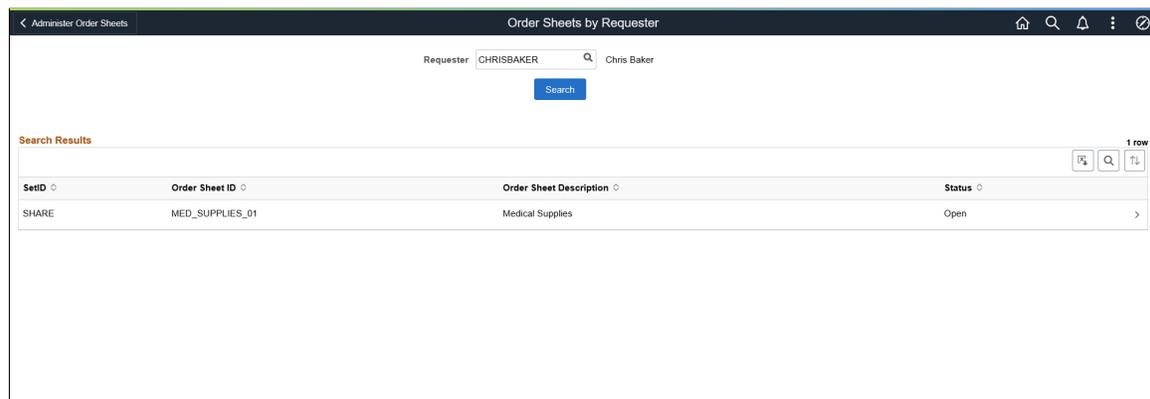 Administer Order Sheets Order Sheets by Requester
Requester CHRISBAKER Chris Baker
Search
Search Results 1 row
SetID Order Sheet ID Order Sheet Description Status
SHARE MED_SUPPLIES_01 Medical Supplies Open